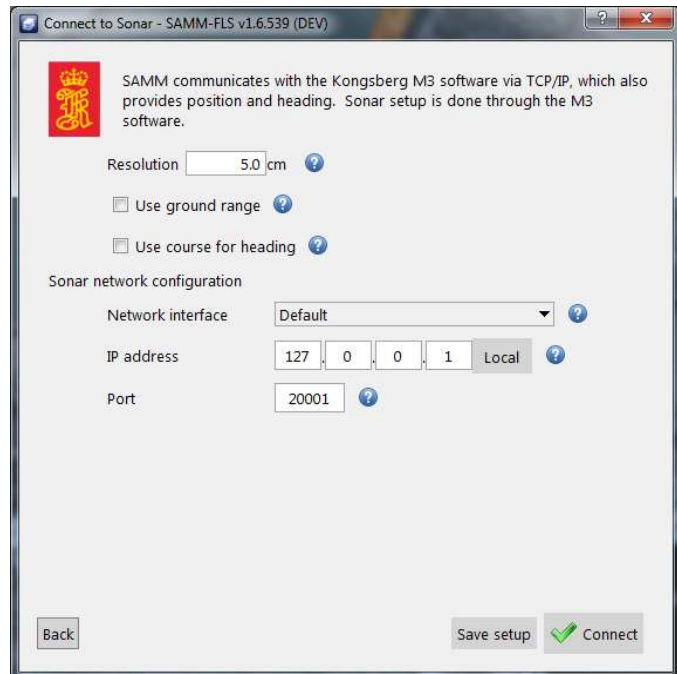 Connect to Sonar - SAMM-FLS v1.6.539 (DEV)
SAMM communicates with the Kongsberg M3 software via TCP/IP, which also
provides position and heading.  Sonar setup is done through the M3
software.
Resolution 5.0 cm ?
Use ground range ?
Use course for heading ?
Sonar network configuration
Network interface Default ?
IP address 127 . 0 . 0 . 1 Local ?
Port 20001 ?
Back Save setup Connect